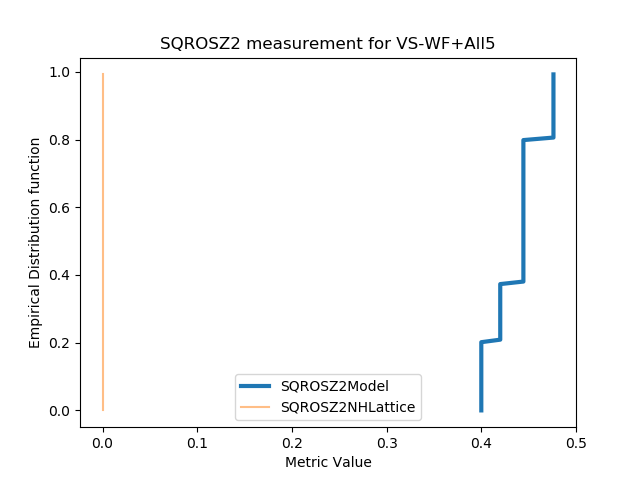 SQROSZ2 measurement for VS-WF+All5
Empirical Distribution function
1.0
0.8
0.6
0.4
0.2
0.0
SQROSZ2Model
SQROSZ2NHLattice
0.0 0.1 0.2 0.3 0.4 0.5
Metric Value